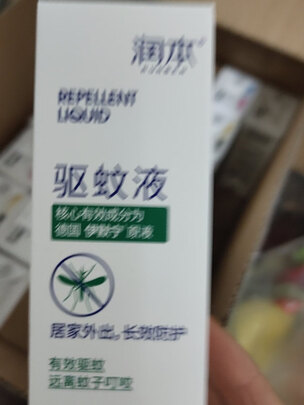 润本
REPELLENT
LIQUID
驱蚊液
核心有效成分为
德国 伊默宁 原液
居家外出，长效防护
有效驱蚊
远离蚊子叮咬